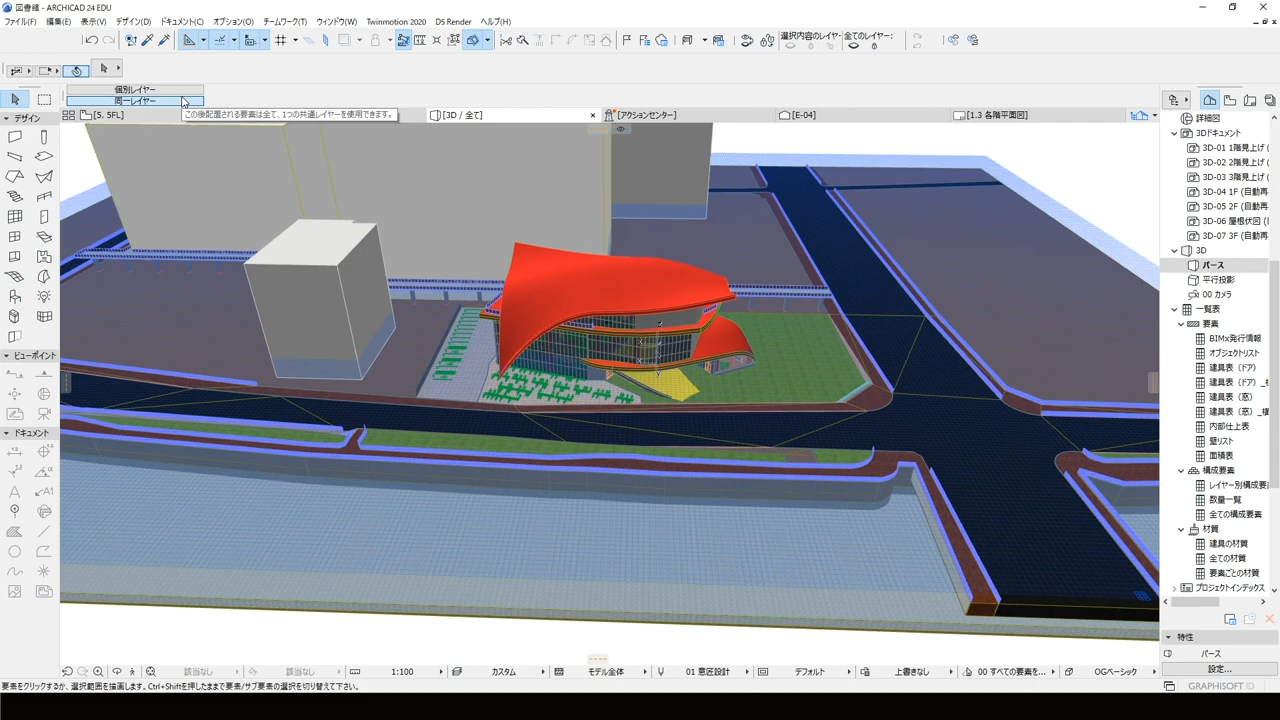 図書館 - ARCHICAD 24 EDU
ファイル(F) 編集(E) 表示(V) デザイン(D) ドキュメント(C) オプション(O) チームワーク(T) ウィンドウ(W) Twinmotion 2020 D5 Render ヘルプ(H)
選択内容のレイヤー 全てのレイヤー:
個別レイヤー
同一レイヤー
この後配置される要素は全て、1つの共通レイヤーを使用できます。
[5. 5FL]
[3D / 全て]
[アクションセンター]
[E-04]
[1.3 各階平面図]
デザイン
ビューポイント
ドキュメント
A
A1
詳細図
3Dドキュメント
3D-01 1階見上げ (
3D-02 2階見上げ (
3D-03 3階見上げ (
3D-04 1F (自動再
3D-05 2F (自動再
3D-06 屋根伏図 (
3D-07 3F (自動再
3D
パース
平行投影
00 カメラ
一覧表
要素
BIMx発行情報
オブジェクトリスト
建具表（ドア）
建具表（ドア）_
建具表（窓）
建具表（窓）_
内部仕上表
壁リスト
面積表
構成要素
レイヤー別構成要
数量一覧
全ての構成要素
材質
建具の材質
全ての材質
要素ごとの材質
プロジェクトインデックス
特性
パース
設定...
GRAPHISOFT ID
該当なし
該当なし
1:100
カスタム
モデル全体
01 意匠設計
デフォルト
上書きなし
00 すべての要素を...
OGベーシック
要素をクリックするか、選択範囲を描画します。Ctrl+Shiftを押したままで要素/サブ要素の選択を切り替えて下さい。